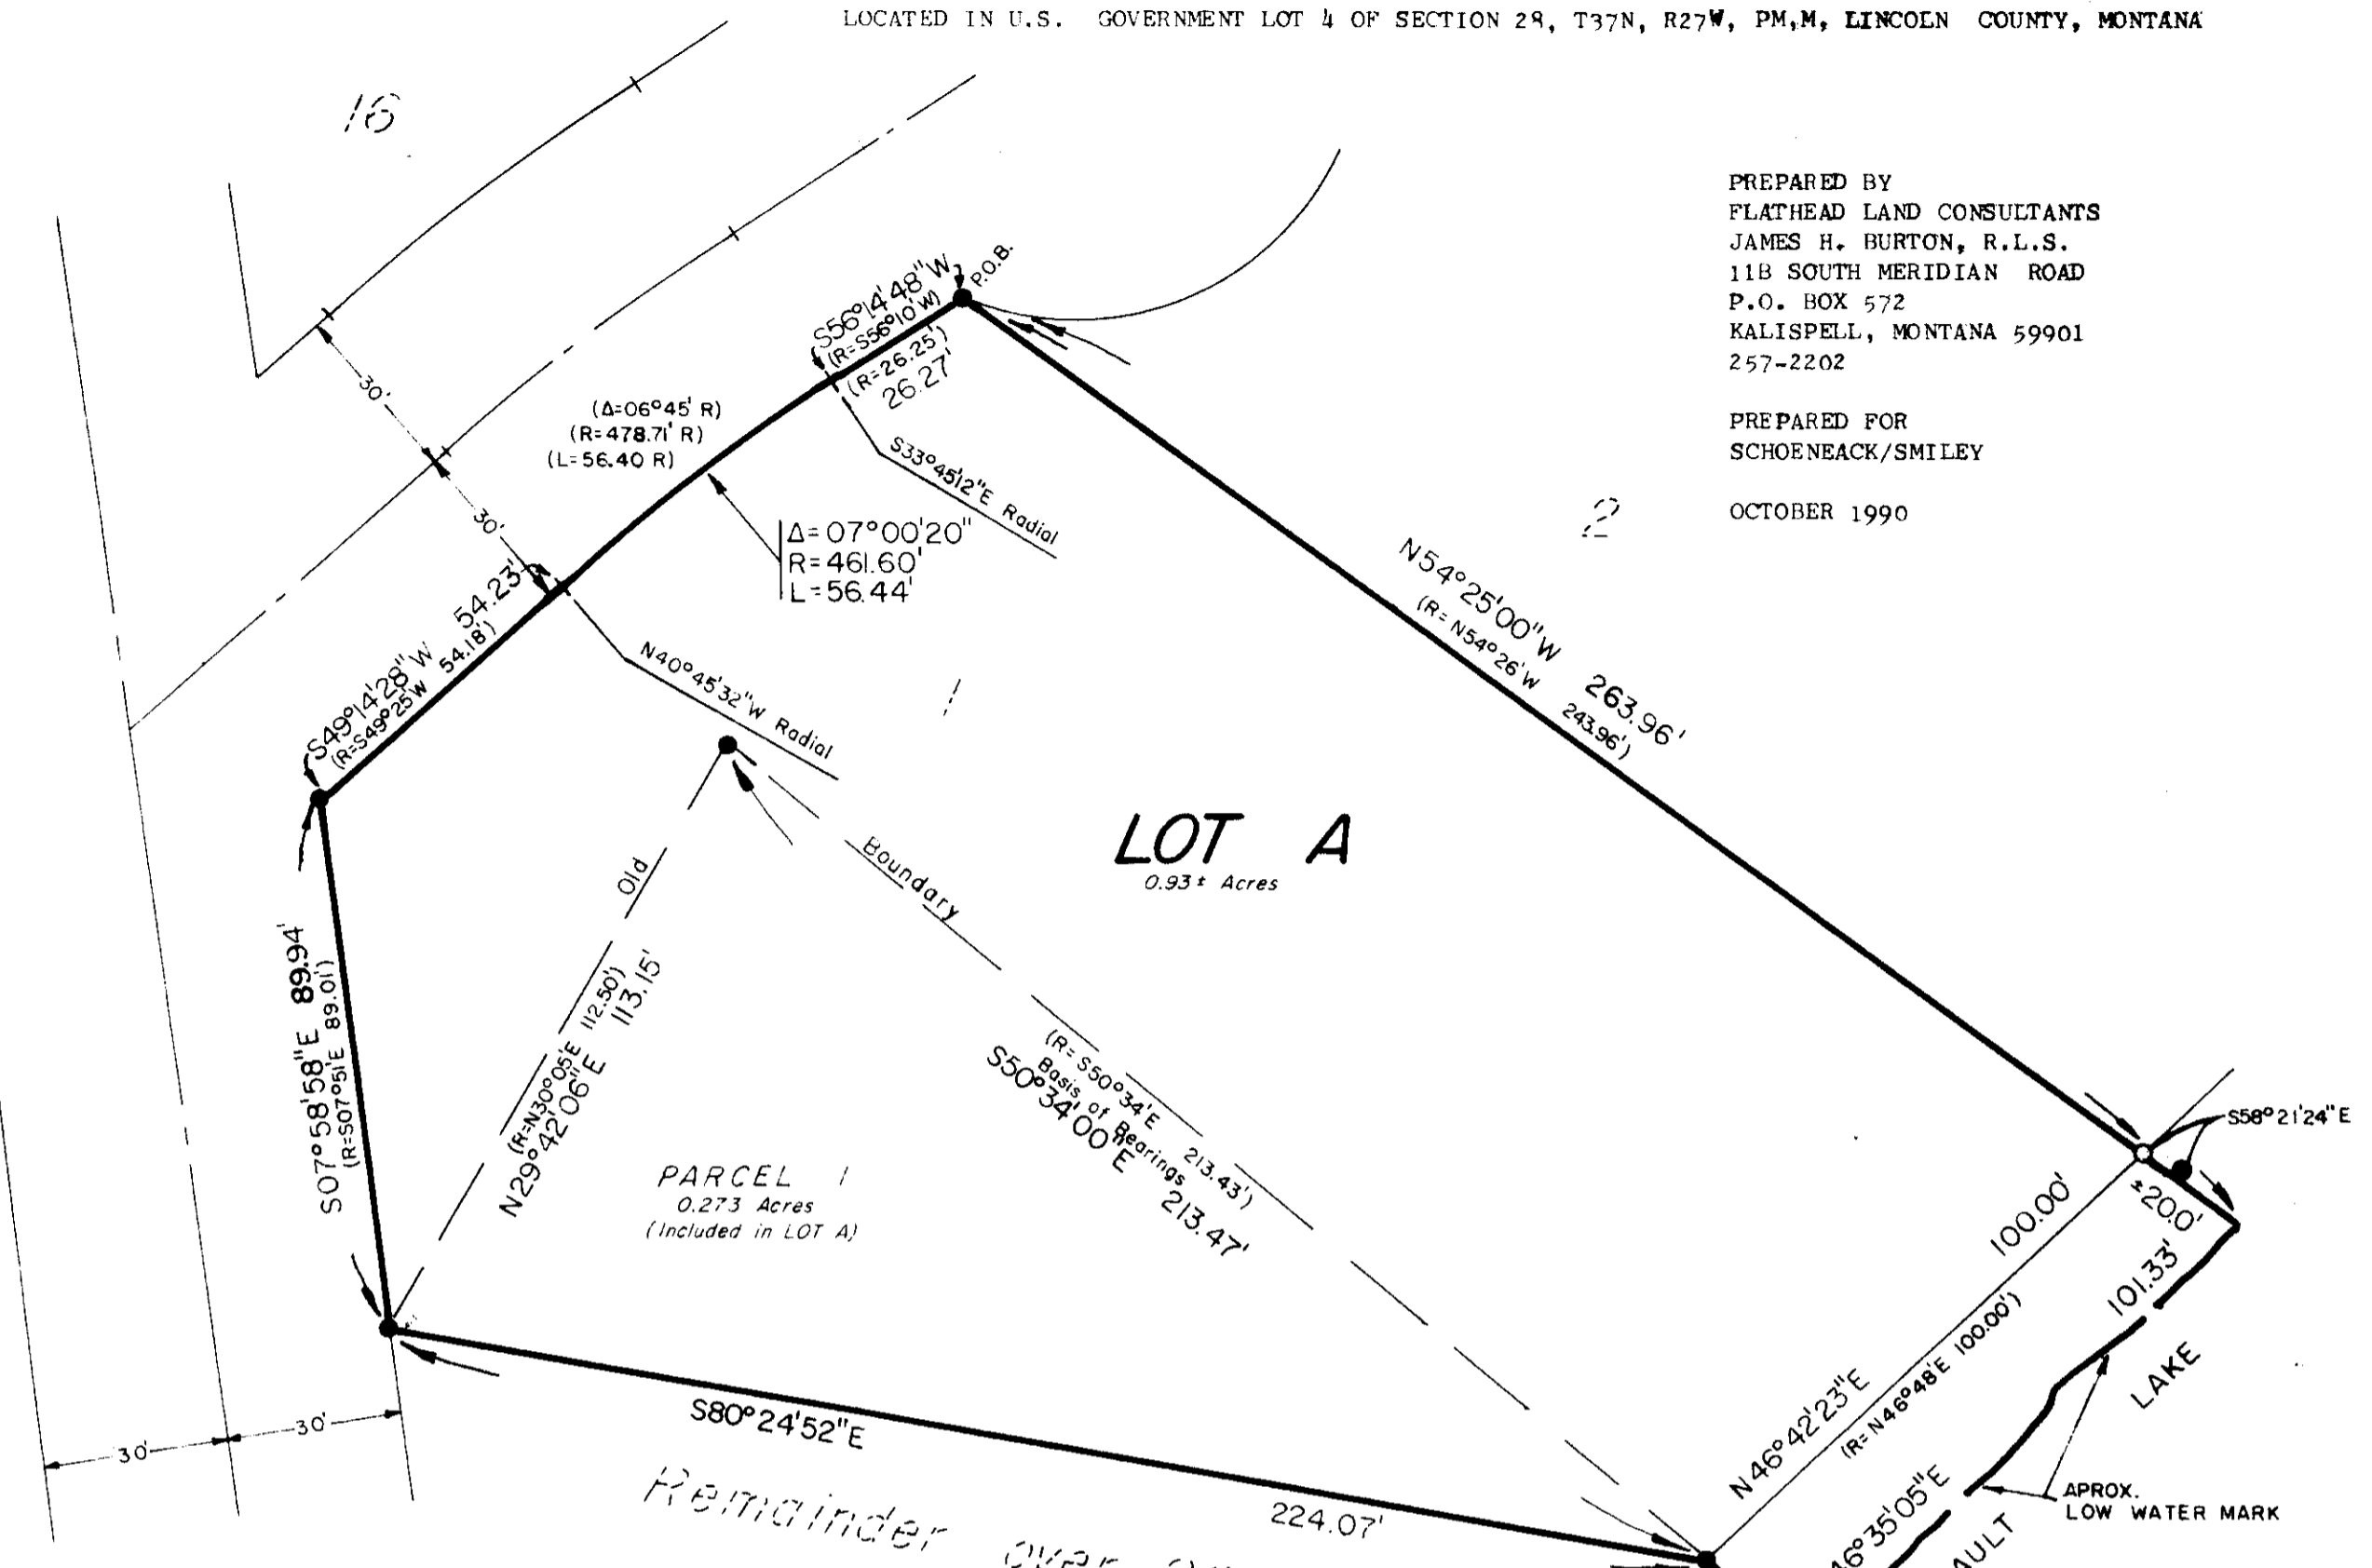 LOCATED IN U.S. GOVERNMENT LOT 4 OF SECTION 28, T37N, R27W, PM,M, LINCOLN COUNTY, MONTANA
16
PREPARED BY
FLATHEAD LAND CONSULTANTS
JAMES H. BURTON, R.L.S.
11B SOUTH MERIDIAN ROAD
P.O. BOX 572
KALISPELL, MONTANA 59901
257-2202
PREPARED FOR
SCHOENEACK/SMILEY
OCTOBER 1990
2
P.O.B.
S56°14'48"W
(R=S56°10'W)
(R=26.25')
26.27'
30'
30'
(Δ=06°45' R)
(R=478.71' R)
(L=56.40 R)
S33°45'12"E Radial
Δ=07°00'20"
R=461.60'
L=56.44'
S49°14'28"W 54.23'
(R=S49°25'W 54.18')
N40°45'32"W Radial
1
N54°25'00"W 263.96'
(R=N54°26'W 243.96')
LOT A
0.93± Acres
Old
Boundary
S07°58'58"E 89.94'
(R=S07°51'E 89.01')
(R=N30°05'E 112.50')
N29°42'06"E 113.15'
(R=S50°34'E 213.43')
Basis of Bearings
S50°34'00"E 213.47'
PARCEL 1
0.273 Acres
(Included in LOT A)
S58°21'24"E
±20.0'
100.00'
101.33'
N46°42'23"E
(R=N46°48'E 100.00')
LAKE
APROX.
LOW WATER MARK
30'
30'
S80°24'52"E
224.07'
Remainder over
6°35'05"E
AULT